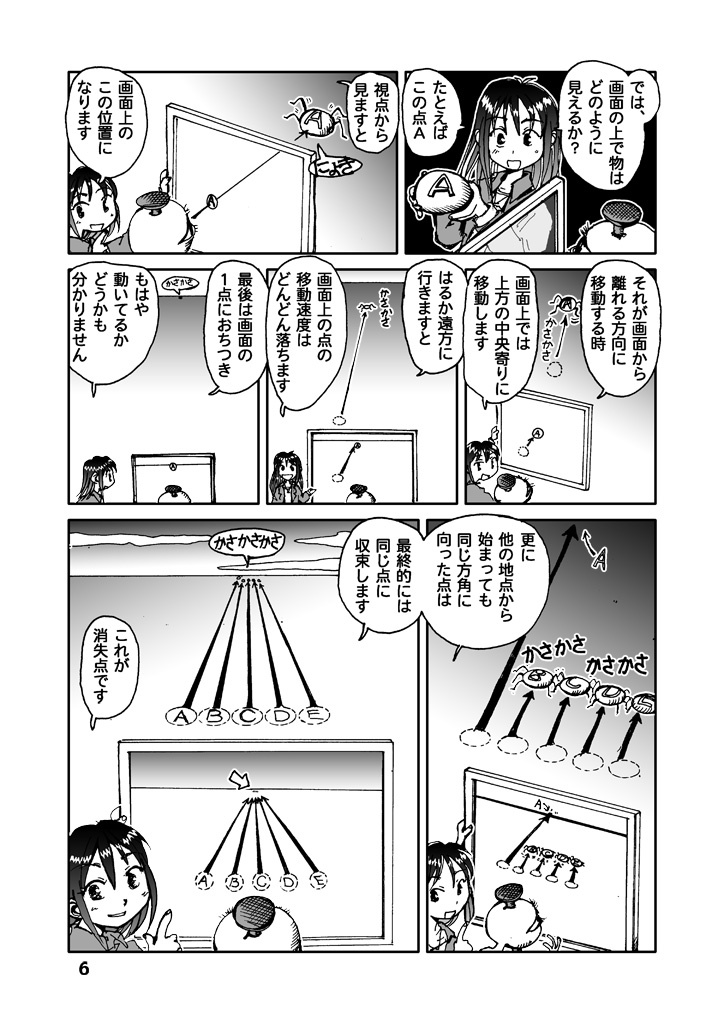 では、
画面の上で物は
どのように
見えるか？
たとえば
この点Ａ
A
視点から
見ますと
にょき
A
画面上の
この位置に
なります
A
それが画面から
離れる方向に
移動する時
A
かさかさ
画面上では
上方の中央寄りに
移動します
A
はるか遠方に
行きますと
かさかさ
画面上の点の
移動速度は
どんどん落ちます
A
最後は画面の
１点におちつき
かさかさ
もはや
動いてるか
どうかも
分かりません
A
A
更に
他の地点から
始まっても
同じ方角に
向った点は
かさかさ
かさかさ
B C D E
A
最終的には
同じ点に
収束します
かさかさかさ
A B C D E
これが
消失点です
A B C D E
6